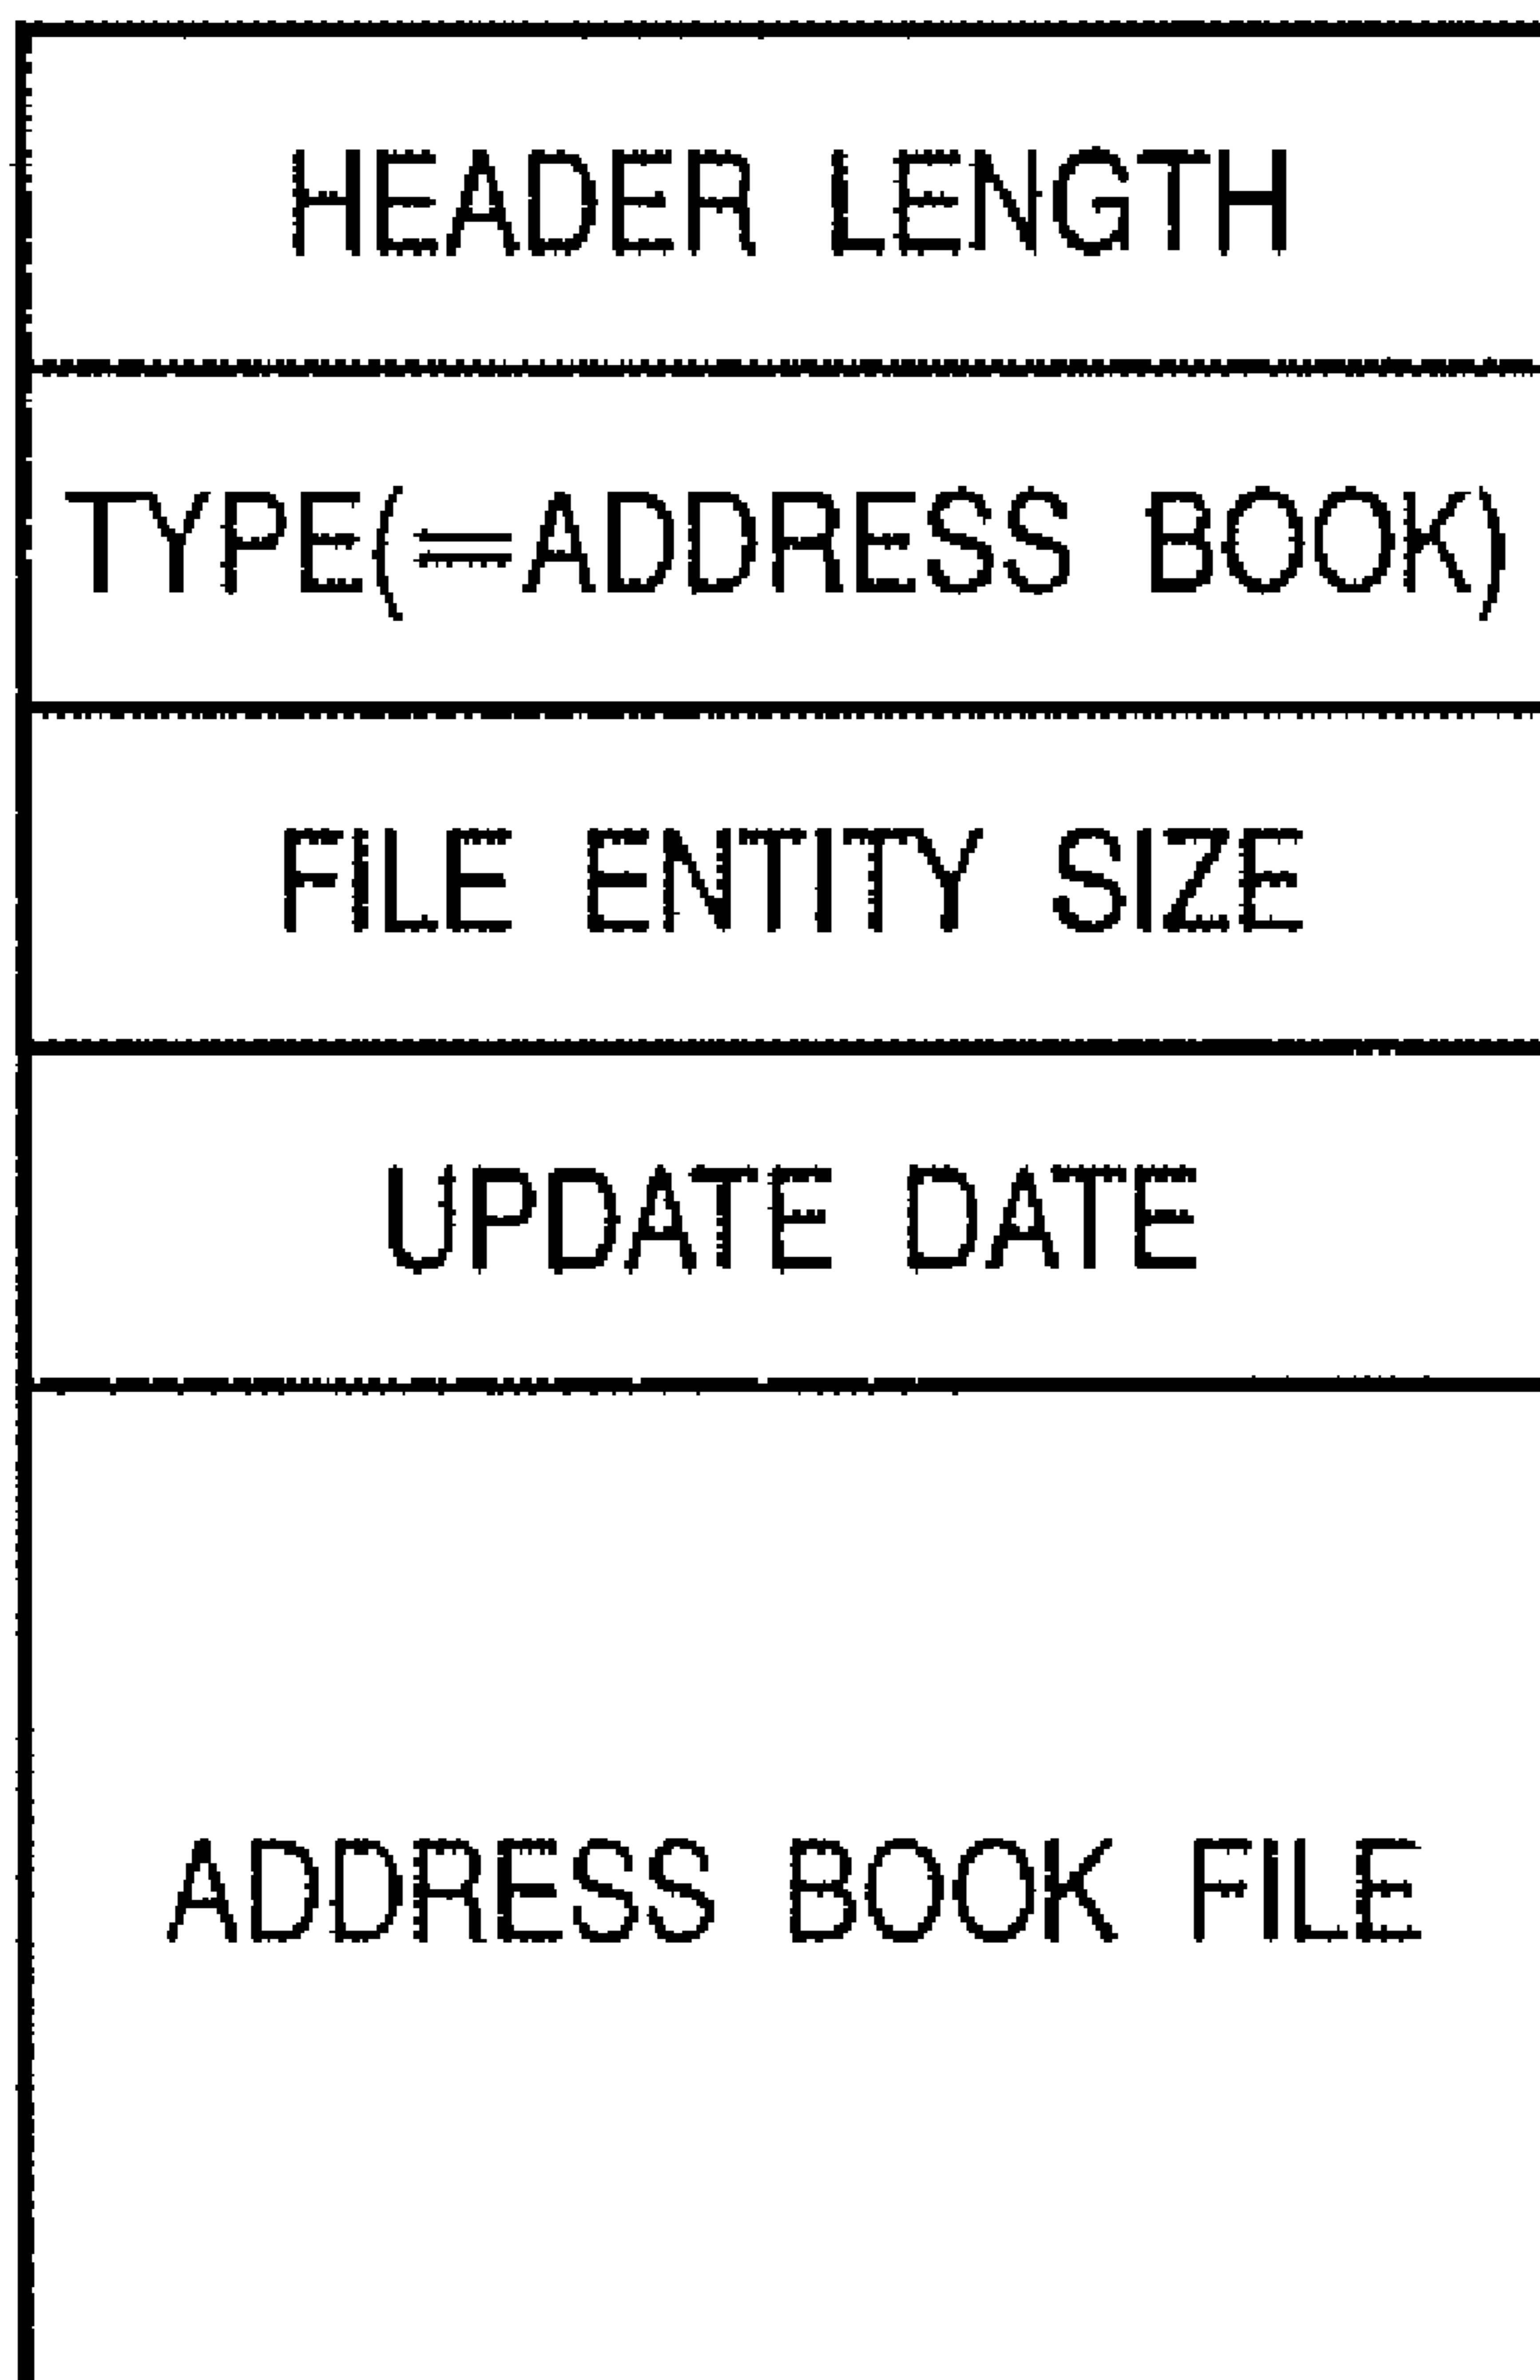 HEADER LENGTH
TYPE(=ADDRESS BOOK)
FILE ENTITY SIZE
UPDATE DATE
ADDRESS BOOK FILE